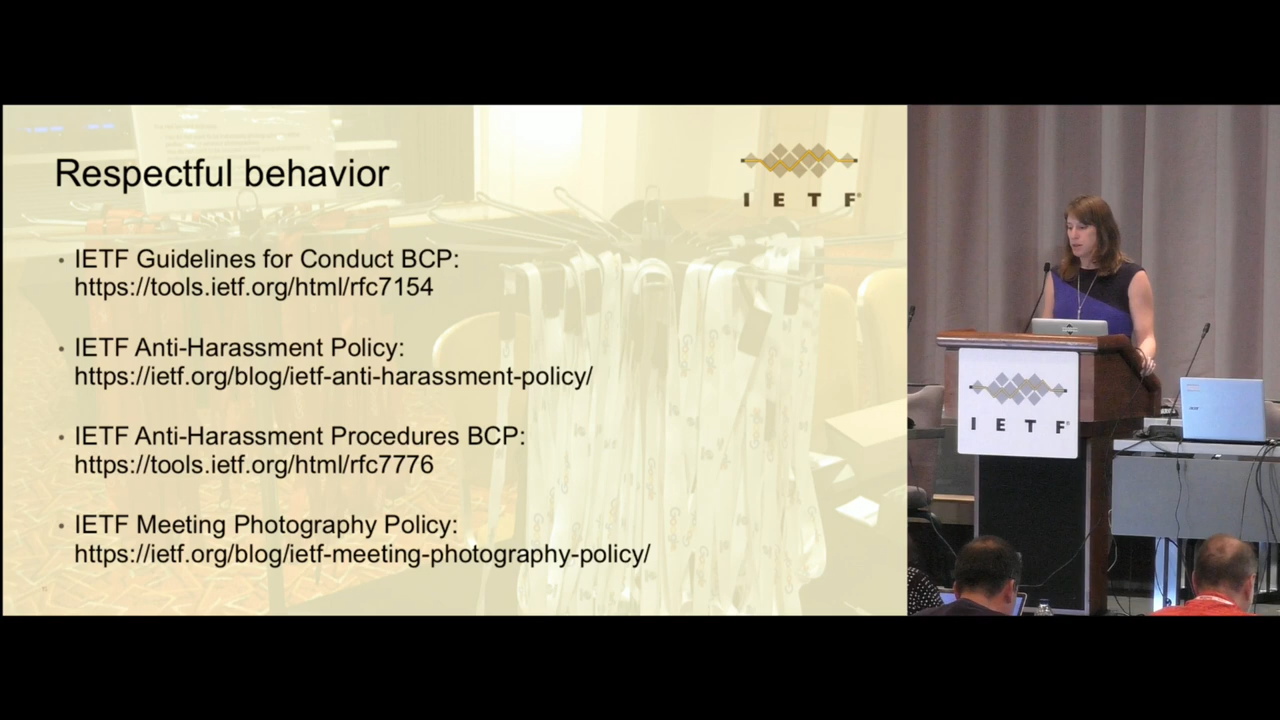 Respectful behavior
IETF®
• IETF Guidelines for Conduct BCP:
https://tools.ietf.org/html/rfc7154
• IETF Anti-Harassment Policy:
https://ietf.org/blog/ietf-anti-harassment-policy/
• IETF Anti-Harassment Procedures BCP:
https://tools.ietf.org/html/rfc7776
• IETF Meeting Photography Policy:
https://ietf.org/blog/ietf-meeting-photography-policy/
IETF®
acer